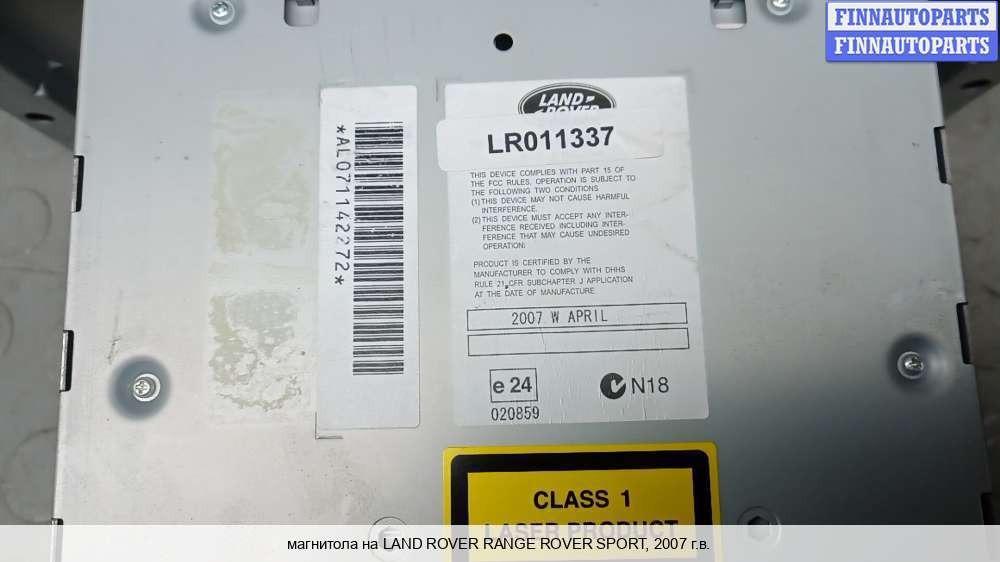 FINNAUTOPARTS
FINNAUTOPARTS
LAND
ROVER
LR011337
*AL071142272*
THIS DEVICE COMPLIES WITH PART 15 OF
THE FCC RULES, OPERATION IS SUBJECT TO
THE FOLLOWING TWO CONDITIONS
(1)THIS DEVICE MAY NOT CAUSE HARMFUL
INTERFERENCE.
(2)THIS DEVICE MUST ACCEPT ANY INTER-
FERENCE RECEIVED INCLUDING INTER-
FERENCE THAT MAY CAUSE UNDESIRED
OPERATION:
PRODUCT IS CERTIFIED BY THE
MANUFACTURER TO COMPLY WITH DHHS
RULE 21,CFR SUBCHAPTER J APPLICATION
AT THE DATE OF MANUFACTURE
2007 W APRIL
e 24
N18
020859
CLASS 1
LASER PRODUCT
магнитола на LAND ROVER RANGE ROVER SPORT, 2007 г.в.